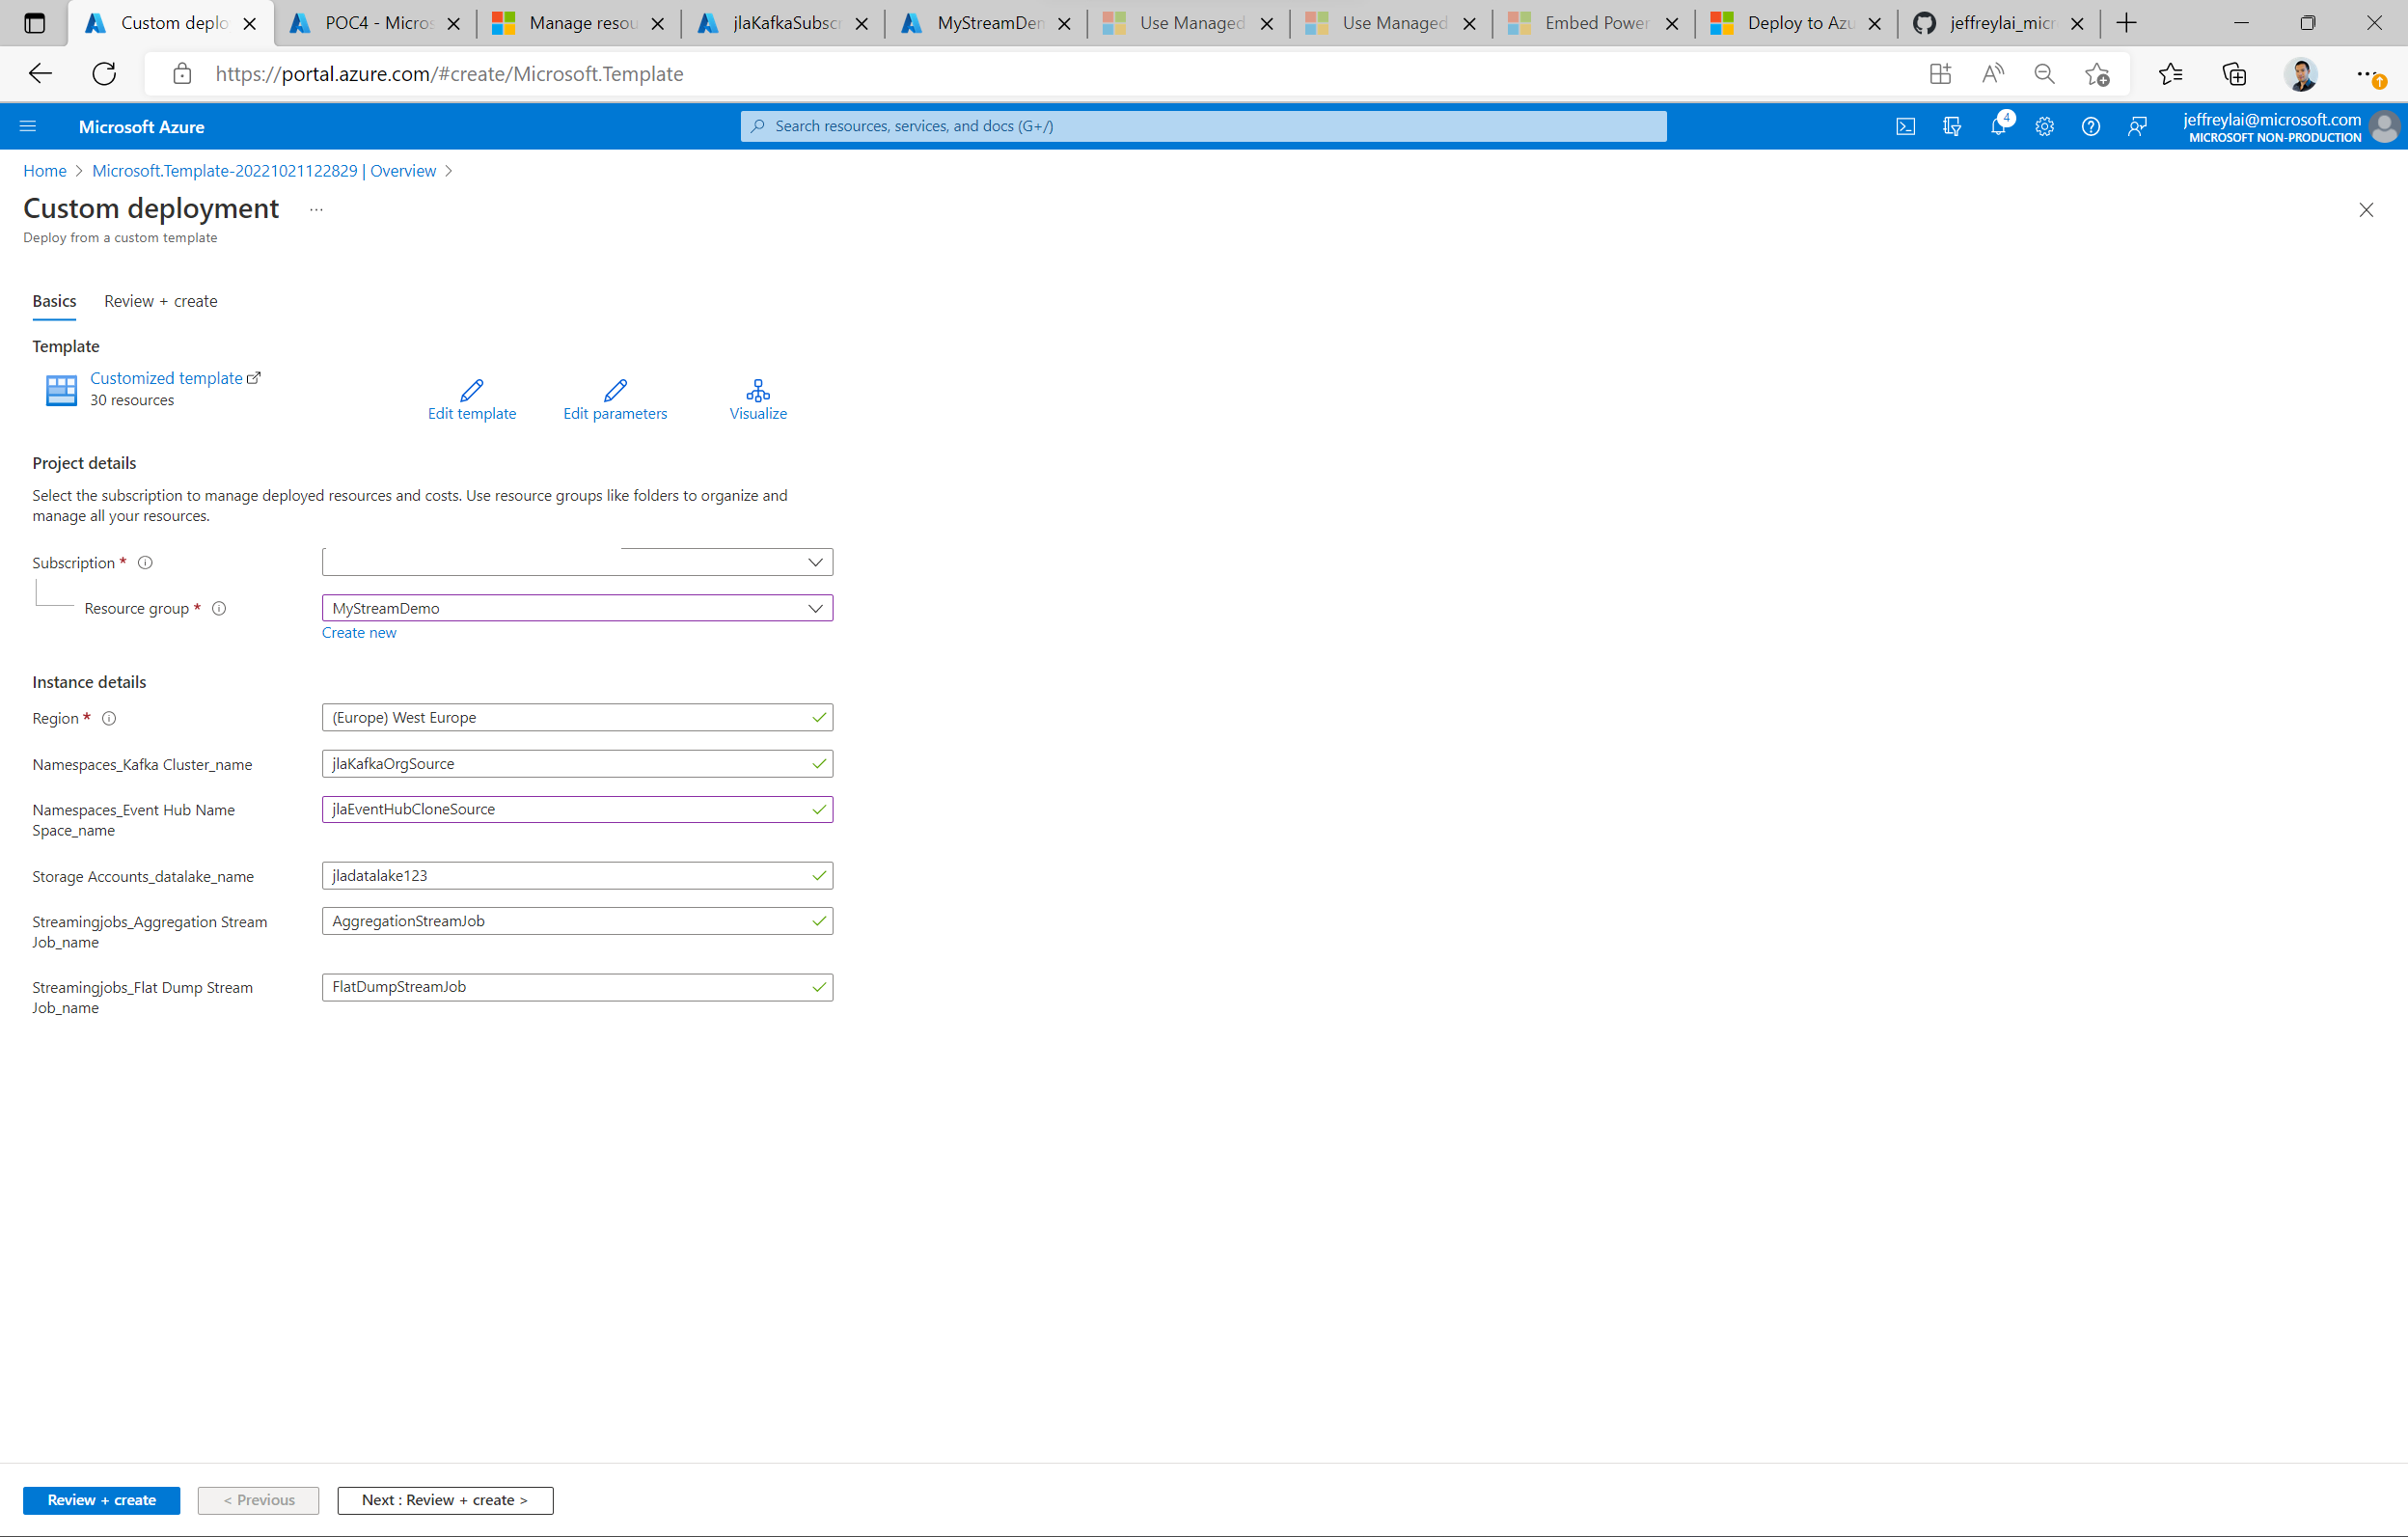 Custom deplo
POC4 - Micros
Manage resou
jlaKafkaSubscr
MyStreamDem
Use Managed
Use Managed
Embed Power
Deploy to Azu
jeffreylai_micr
https://portal.azure.com/#create/Microsoft.Template
Microsoft Azure
Search resources, services, and docs (G+/)
4
jeffreylai@microsoft.com
MICROSOFT NON-PRODUCTION
Home > Microsoft.Template-20221021122829 | Overview >
Custom deployment ...
Deploy from a custom template
Basics
Review + create
Template
Customized template
30 resources
Edit template
Edit parameters
Visualize
Project details
Select the subscription to manage deployed resources and costs. Use resource groups like folders to organize and
manage all your resources.
Subscription *
Resource group *
MyStreamDemo
Create new
Instance details
Region *
(Europe) West Europe
Namespaces_Kafka Cluster_name
jlaKafkaOrgSource
Namespaces_Event Hub Name
Space_name
jlaEventHubCloneSource
Storage Accounts_datalake_name
jladatalake123
Streamingjobs_Aggregation Stream
Job_name
AggregationStreamJob
Streamingjobs_Flat Dump Stream
Job_name
FlatDumpStreamJob
Review + create
< Previous
Next : Review + create >